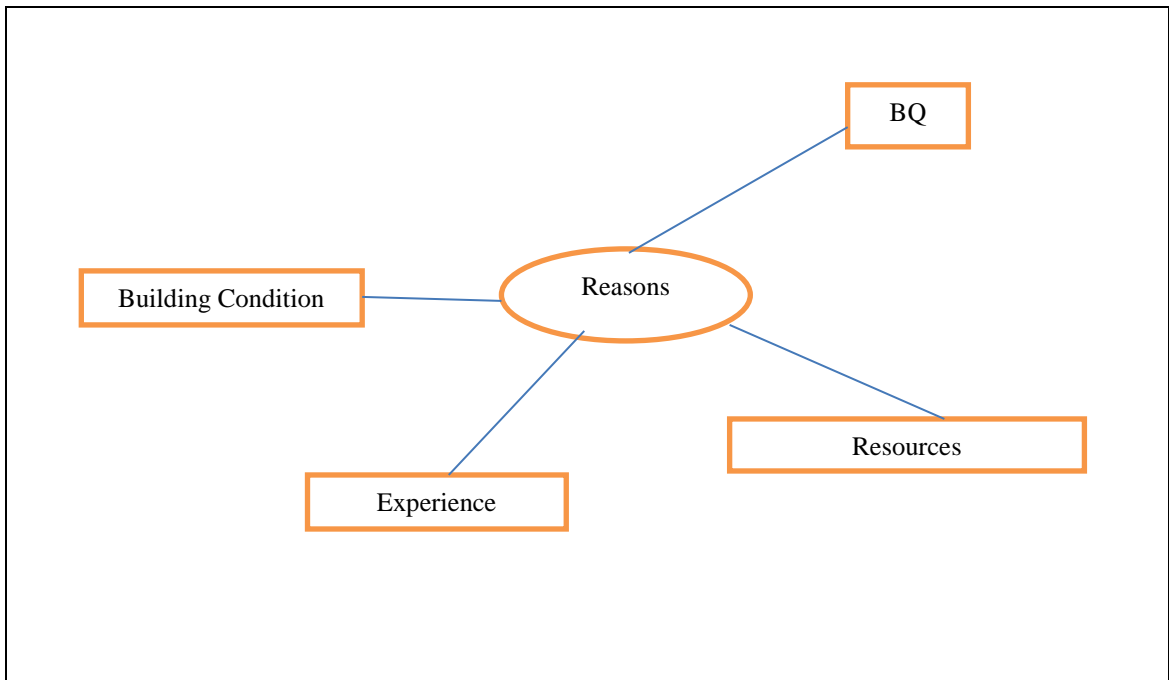 BQ
Reasons
Building Condition
Resources
Experience